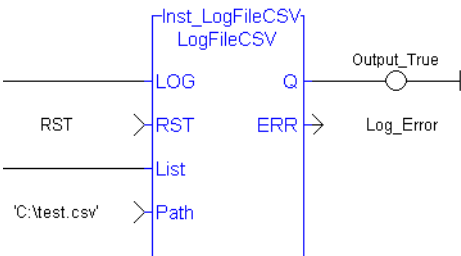 Inst_LogFileCSV
LogFileCSV
Output_True
LOG Q
RST RST ERR Log_Error
List
'C:\test.csv' Path